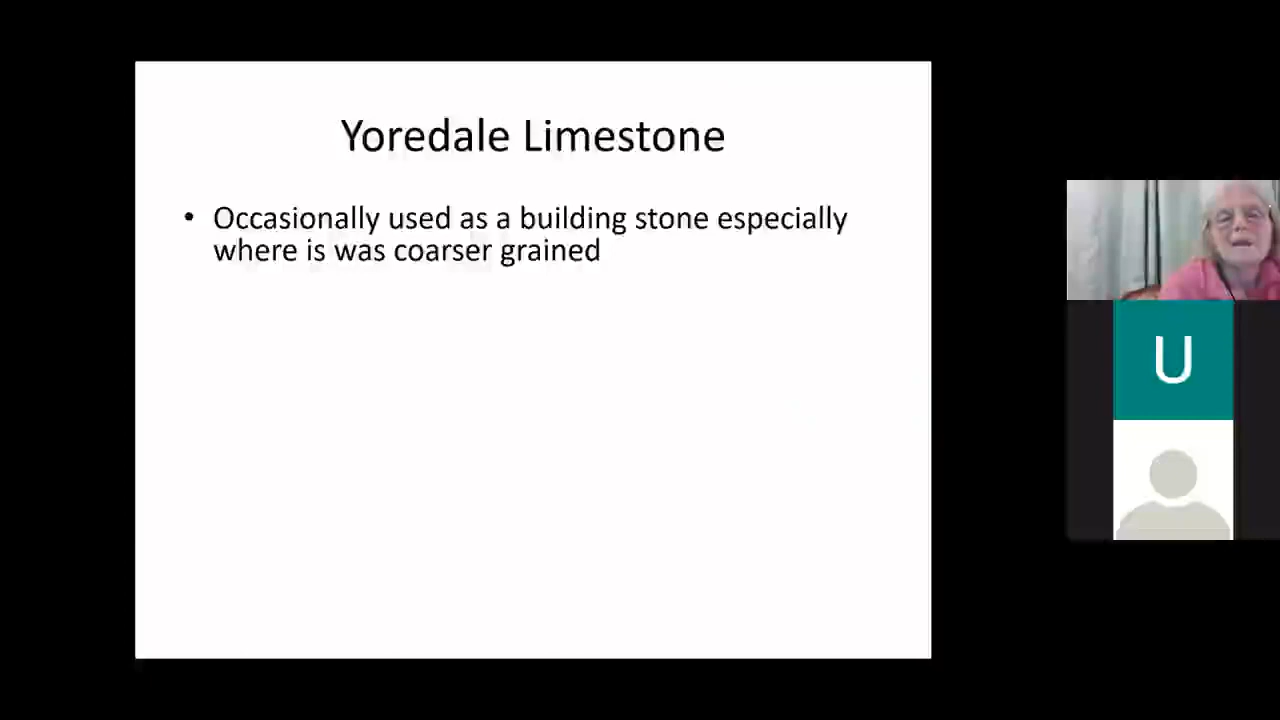 Yoredale Limestone
• Occasionally used as a building stone especially
where is was coarser grained
U